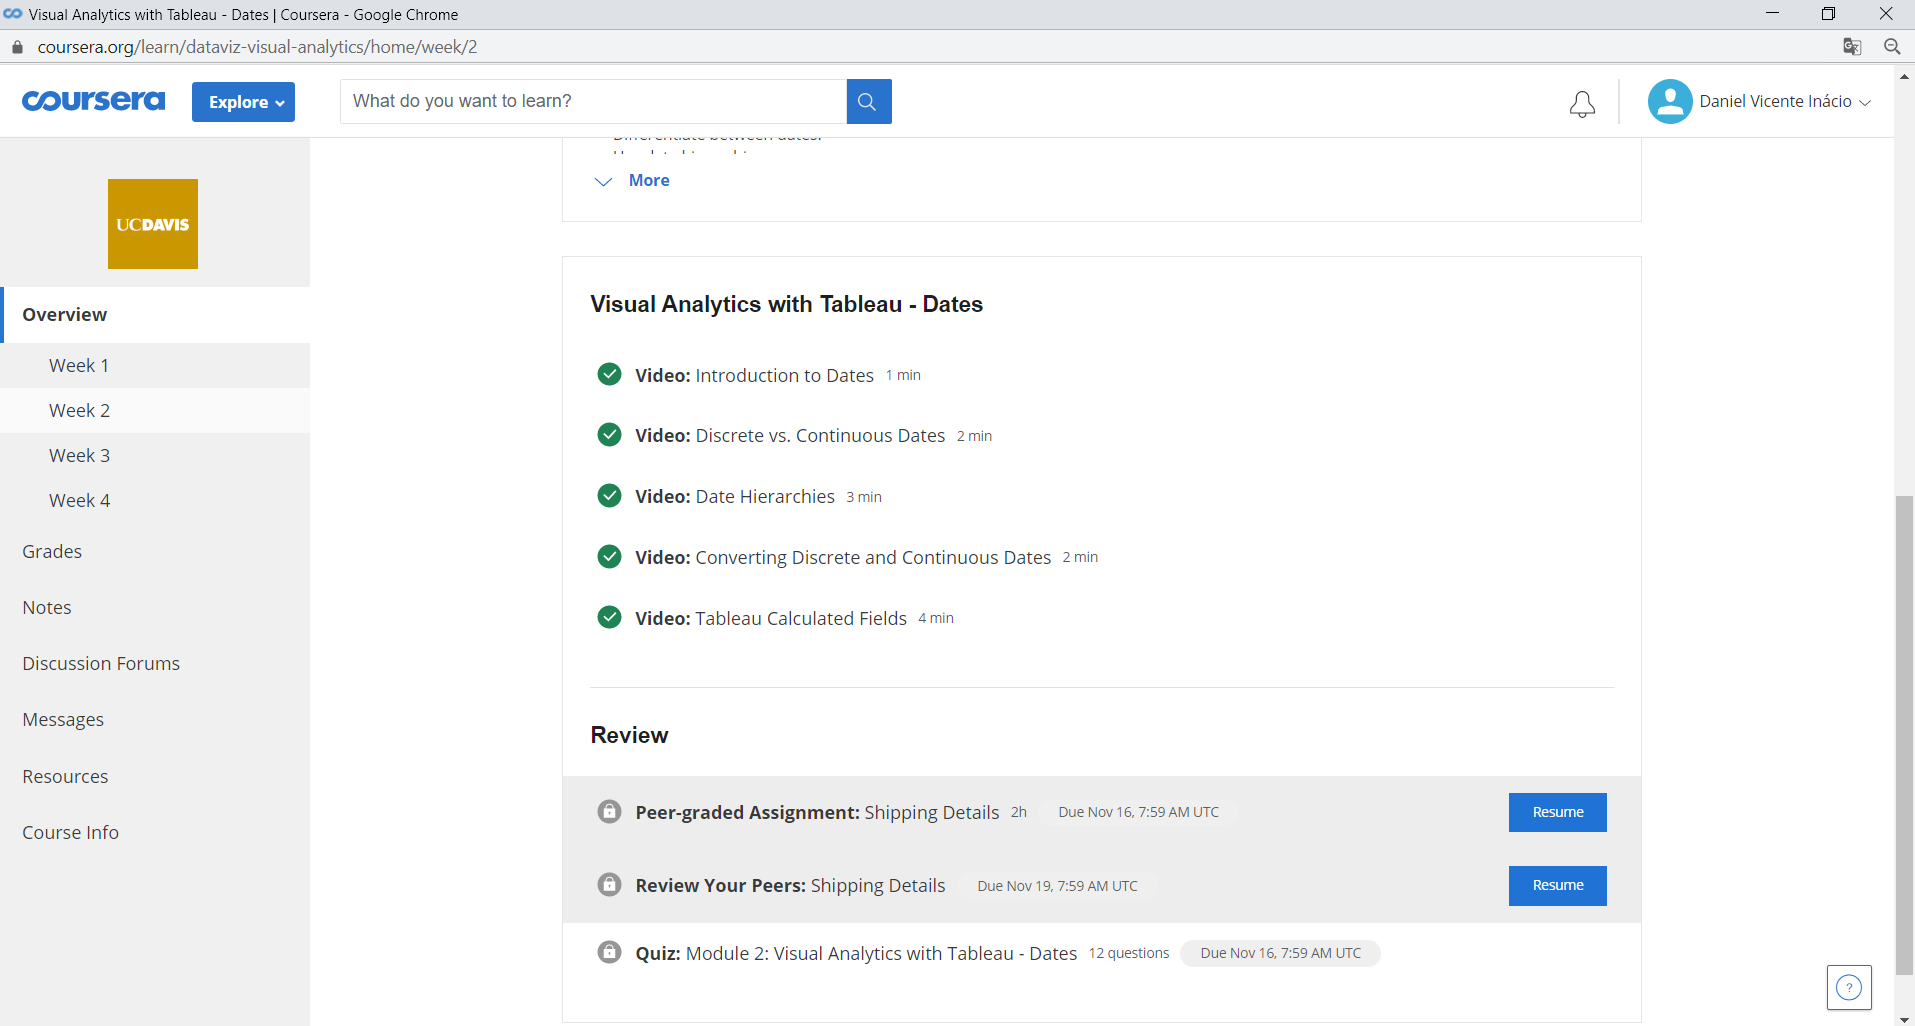 Visual Analytics with Tableau - Dates | Coursera - Google Chrome
coursera.org/learn/dataviz-visual-analytics/home/week/2
coursera
Explore
What do you want to learn?
Daniel Vicente Inácio
Differentiate between dates.
More
UCDAVIS
Overview
Week 1
Week 2
Week 3
Week 4
Grades
Notes
Discussion Forums
Messages
Resources
Course Info
Visual Analytics with Tableau - Dates
Video: Introduction to Dates 1 min
Video: Discrete vs. Continuous Dates 2 min
Video: Date Hierarchies 3 min
Video: Converting Discrete and Continuous Dates 2 min
Video: Tableau Calculated Fields 4 min
Review
Peer-graded Assignment: Shipping Details 2h Due Nov 16, 7:59 AM UTC Resume
Review Your Peers: Shipping Details Due Nov 19, 7:59 AM UTC Resume
Quiz: Module 2: Visual Analytics with Tableau - Dates 12 questions Due Nov 16, 7:59 AM UTC
?